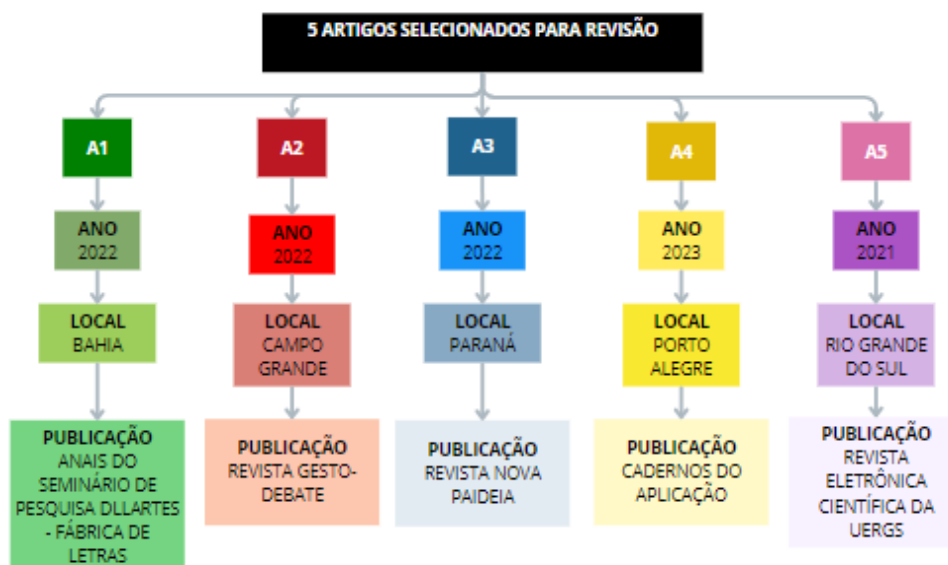 5 ARTIGOS SELECIONADOS PARA REVISÃO
A1
A2
A3
A4
A5
ANO
2022
ANO
2022
ANO
2022
ANO
2023
ANO
2021
LOCAL
BAHIA
LOCAL
CAMPO
GRANDE
LOCAL
PARANÁ
LOCAL
PORTO
ALEGRE
LOCAL
RIO GRANDE
DO SUL
PUBLICAÇÃO
ANAIS DO
SEMINÁRIO DE
PESQUISA DLLARTES
- FÁBRICA DE
LETRAS
PUBLICAÇÃO
REVISTA GESTO-
DEBATE
PUBLICAÇÃO
REVISTA NOVA
PAIDEIA
PUBLICAÇÃO
CADERNOS DO
APLICAÇÃO
PUBLICAÇÃO
REVISTA
ELETRÔNICA
CIENTÍFICA DA
UERGS